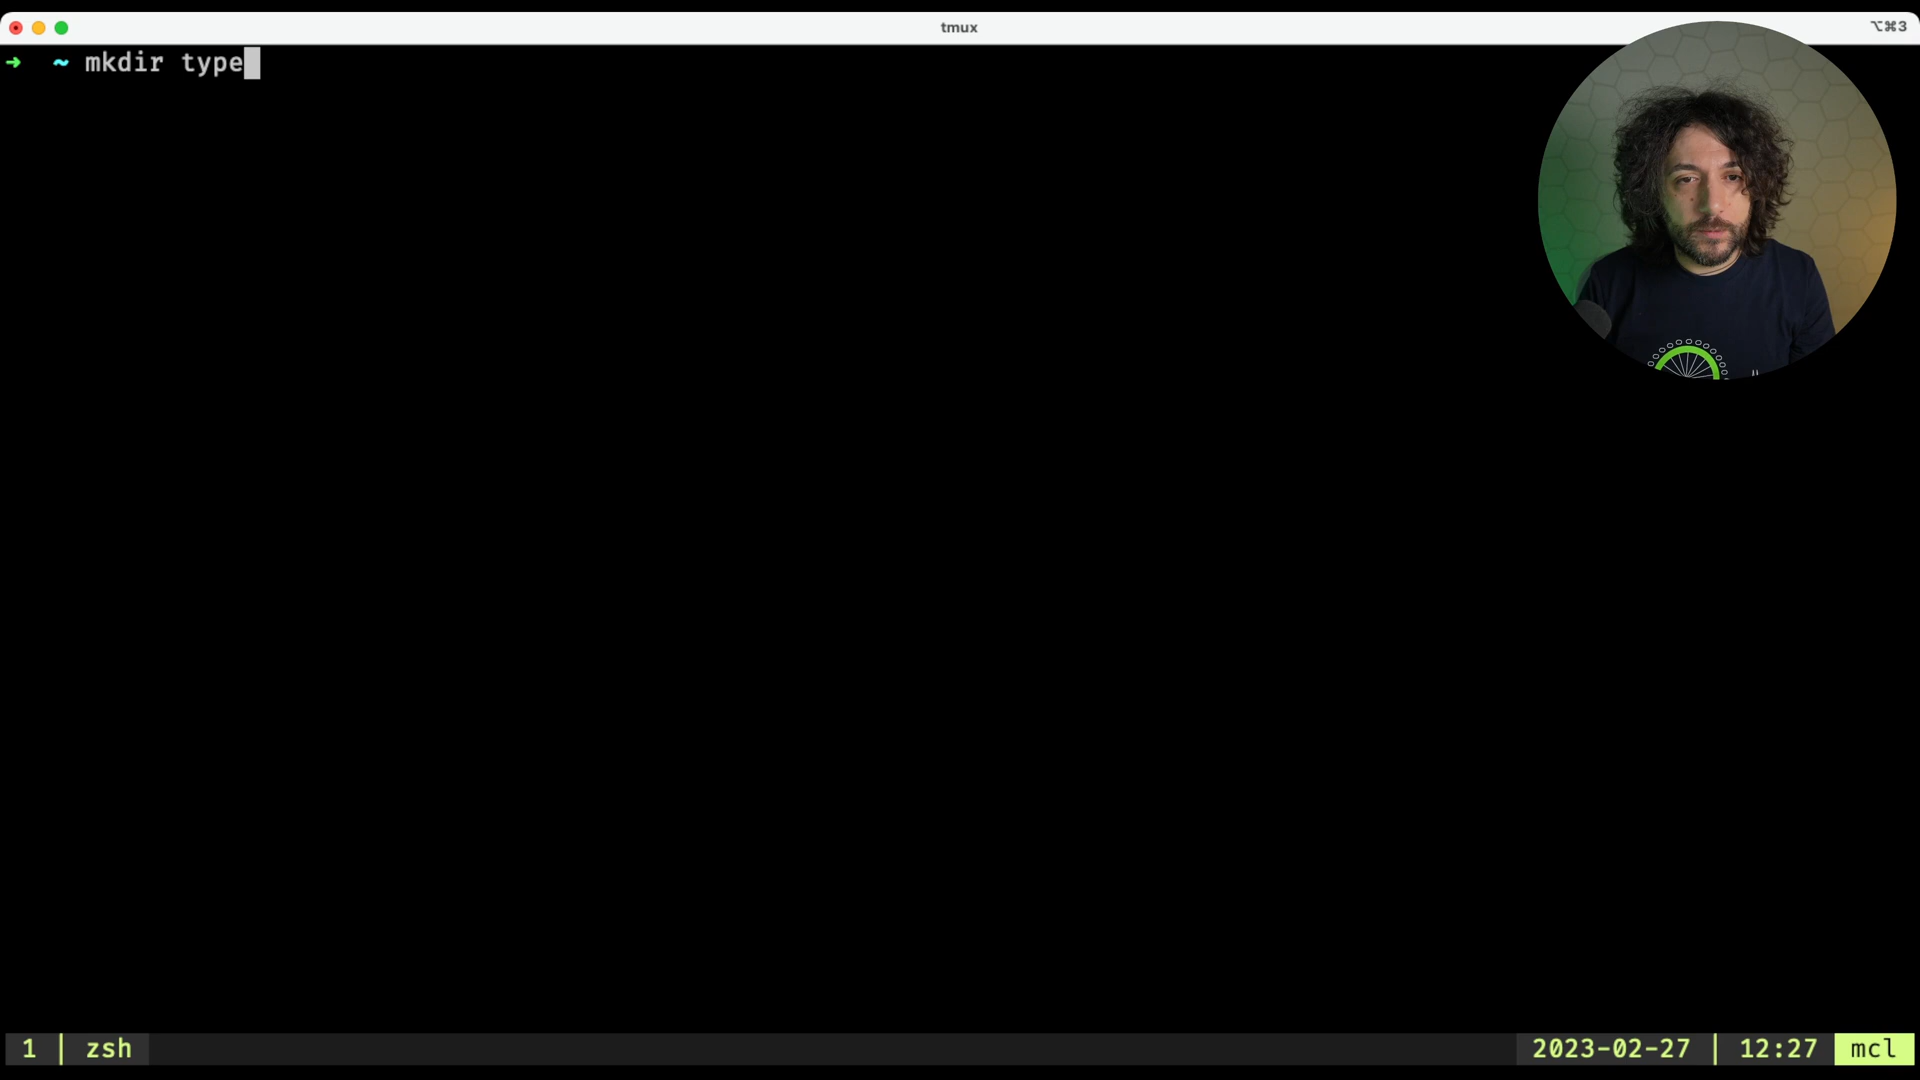 tmux
⌥⌘3
➜ ~ mkdir type
1 | zsh
2023-02-27 | 12:27 mcl